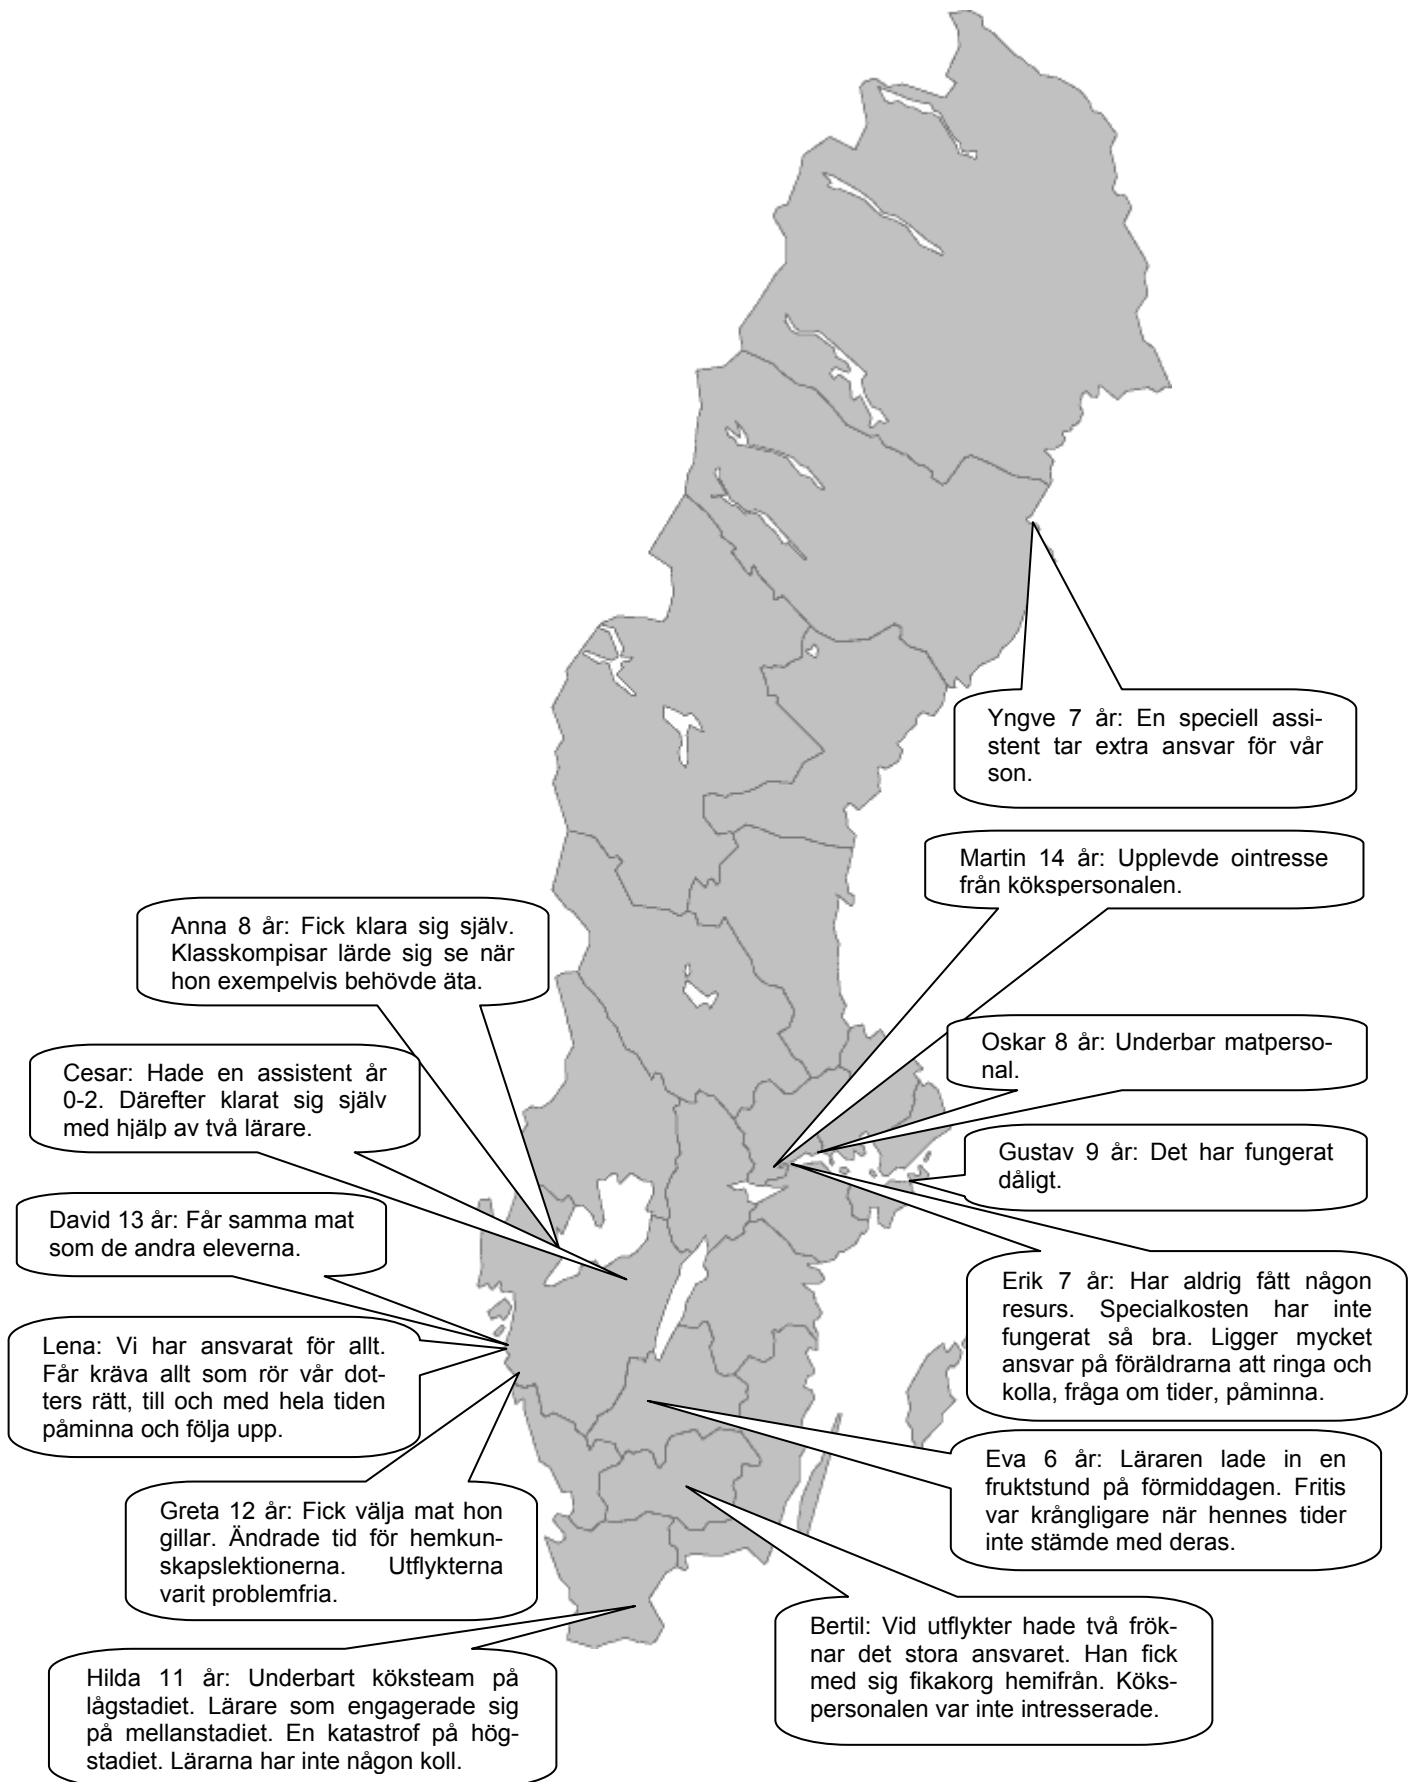 Yngve 7 år: En speciell assi-
stent tar extra ansvar för vår
son.
Martin 14 år: Upplevde ointresse
från kökspersonalen.
Anna 8 år: Fick klara sig själv.
Klasskompisar lärde sig se när
hon exempelvis behövde äta.
Oskar 8 år: Underbar matperso-
nal.
Cesar: Hade en assistent år
0-2. Därefter klarat sig själv
med hjälp av två lärare.
Gustav 9 år: Det har fungerat
dåligt.
David 13 år: Får samma mat
som de andra eleverna.
Erik 7 år: Har aldrig fått någon
resurs. Specialkosten har inte
fungerat så bra. Ligger mycket
ansvar på föräldrarna att ringa och
kolla, fråga om tider, påminna.
Lena: Vi har ansvarat för allt.
Får kräva allt som rör vår dot-
ters rätt, till och med hela tiden
påminna och följa upp.
Eva 6 år: Läraren lade in en
fruktstund på förmiddagen. Fritis
var krångligare när hennes tider
inte stämde med deras.
Greta 12 år: Fick välja mat hon
gillar. Ändrade tid för hemkun-
skapslektionerna. Utflykterna
varit problemfria.
Bertil: Vid utflykter hade två frök-
nar det stora ansvaret. Han fick
med sig fikakorg hemifrån. Köks-
personalen var inte intresserade.
Hilda 11 år: Underbart köksteam på
lågstadiet. Lärare som engagerade sig
på mellanstadiet. En katastrof på hög-
stadiet. Lärarna har inte någon koll.